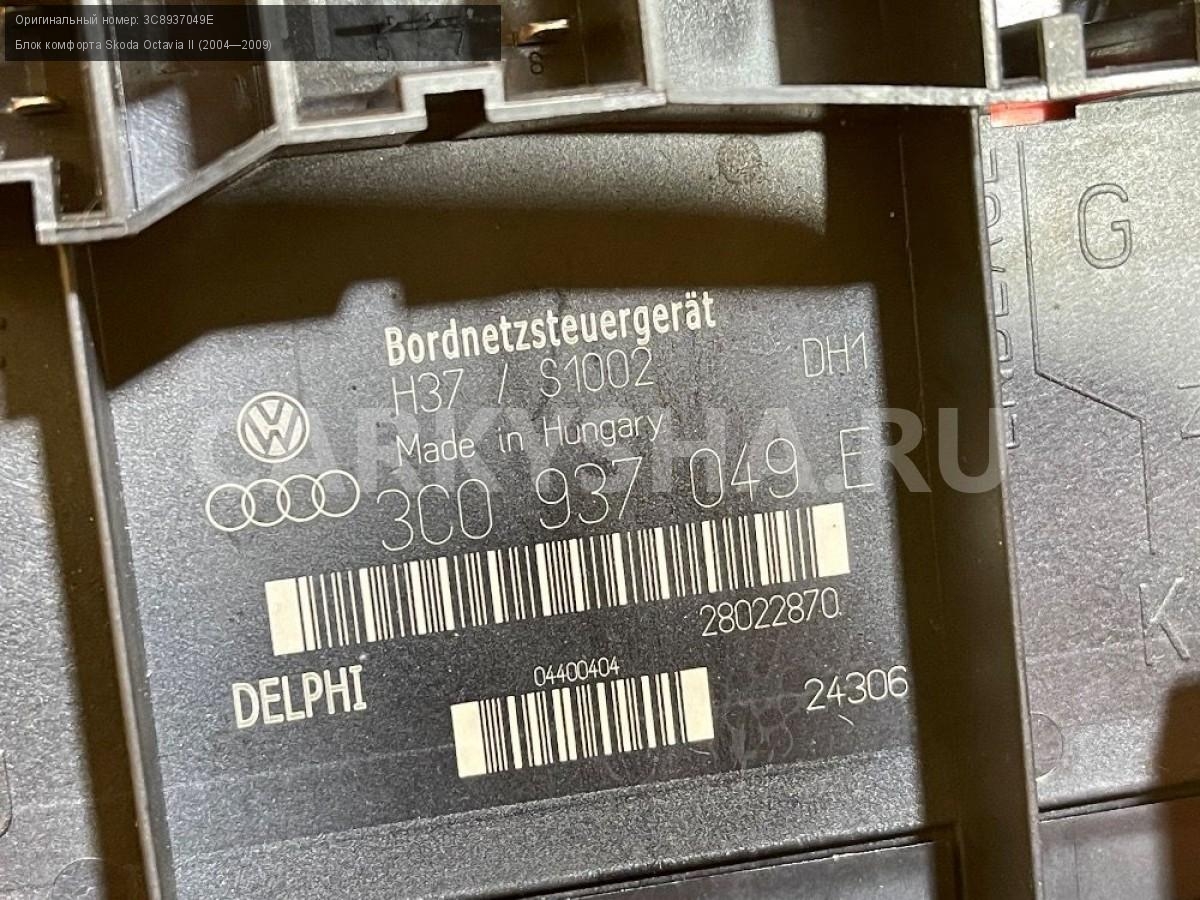 Оригинальный номер: 3C8937049E
Блок комфорта Skoda Octavia II (2004—2009)
8
G
Bordnetzsteuergerät
H37 / S1002 DH1
Made in Hungary
CARKYSHA.RU
3C0 937 049 E
28022870
K
DELPHI
04400404
24306